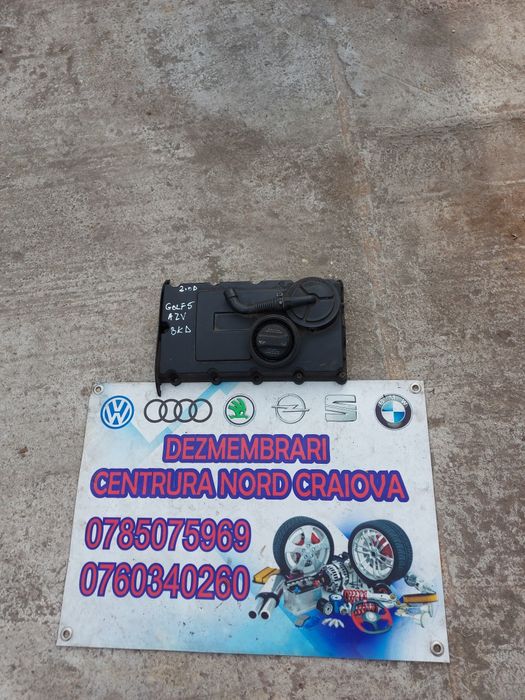 2.0D
GOLF5
AZV
BKD
DEZMEMBRARI
CENTRURA NORD CRAIOVA
0785075969
0760340260